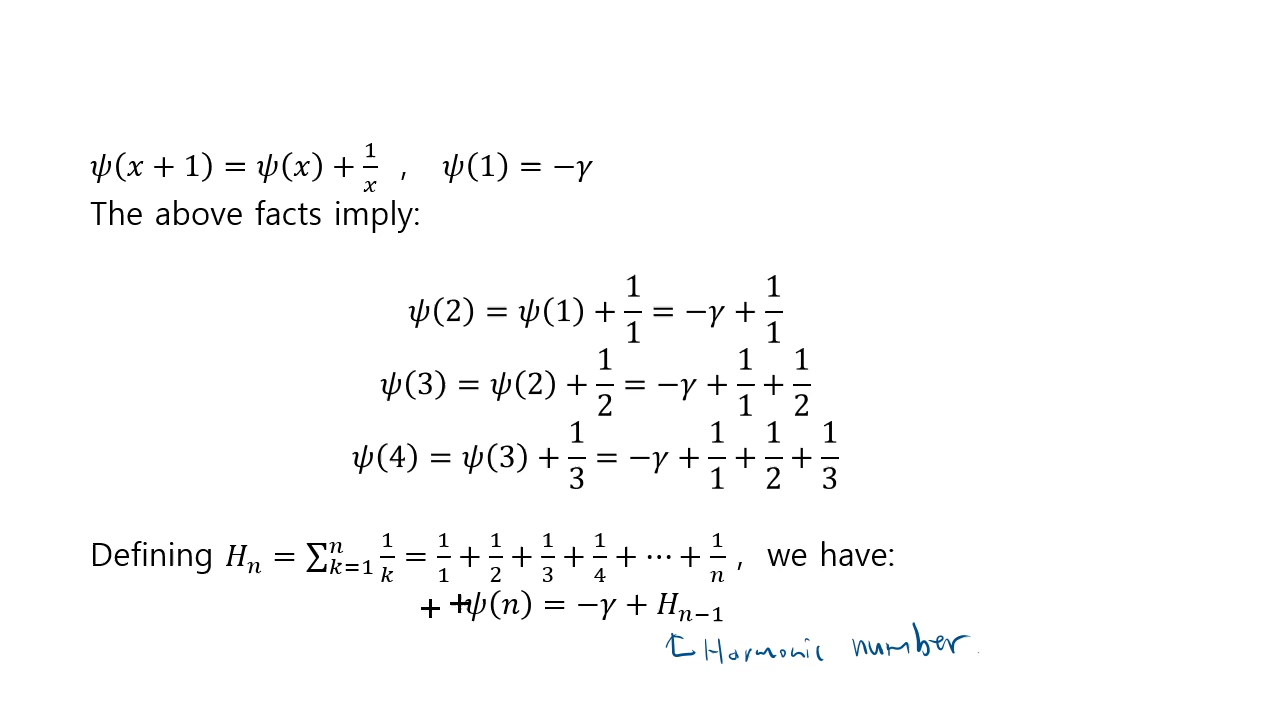 ψ(x + 1) = ψ(x) + 1/x , ψ(1) = −γ
The above facts imply:
ψ(2) = ψ(1) + 1/1 = −γ + 1/1
ψ(3) = ψ(2) + 1/2 = −γ + 1/1 + 1/2
ψ(4) = ψ(3) + 1/3 = −γ + 1/1 + 1/2 + 1/3
Defining H_n = ∑_{k=1}^{n} 1/k = 1/1 + 1/2 + 1/3 + 1/4 + ⋯ + 1/n , we have:
+ +ψ(n) = −γ + H_{n−1}
Harmonic number.